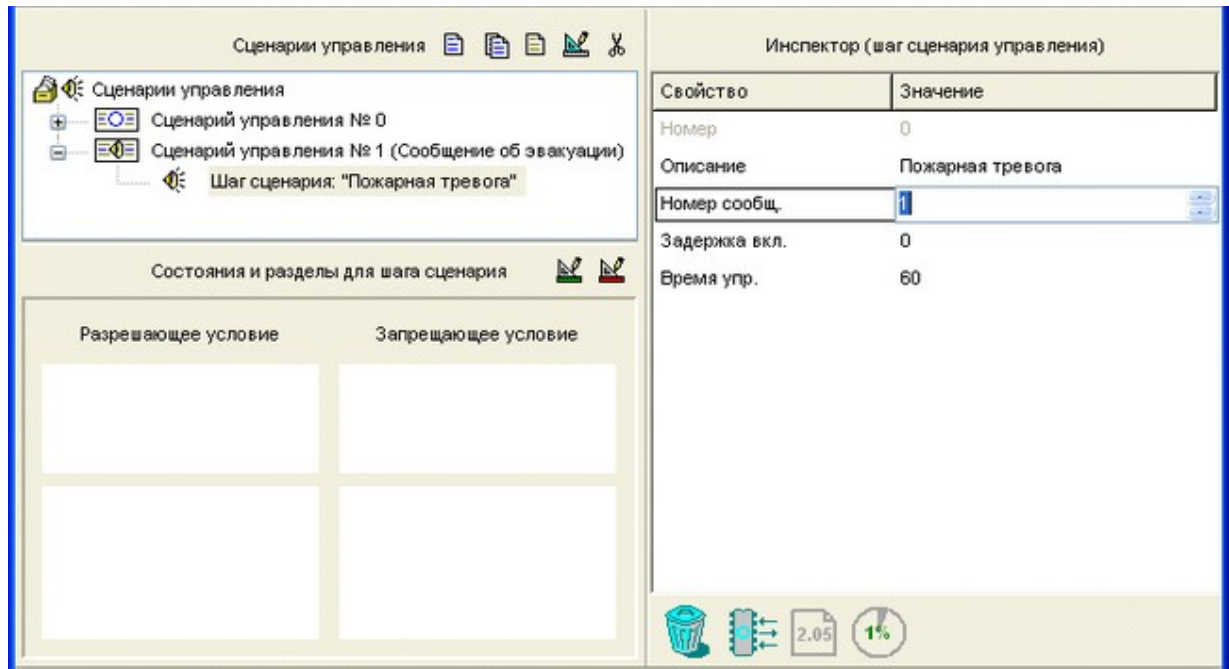 Сценарии управления
Сценарии управления
Сценарий управления № 0
Сценарий управления № 1 (Сообщение об эвакуации)
Шаг сценария: "Пожарная тревога"
Состояния и разделы для шага сценария
Разрешающее условие Запрещающее условие
Инспектор (шаг сценария управления)
Свойство Значение
Номер 0
Описание Пожарная тревога
Номер сообщ. 1
Задержка вкл. 0
Время упр. 60
2.05 1%